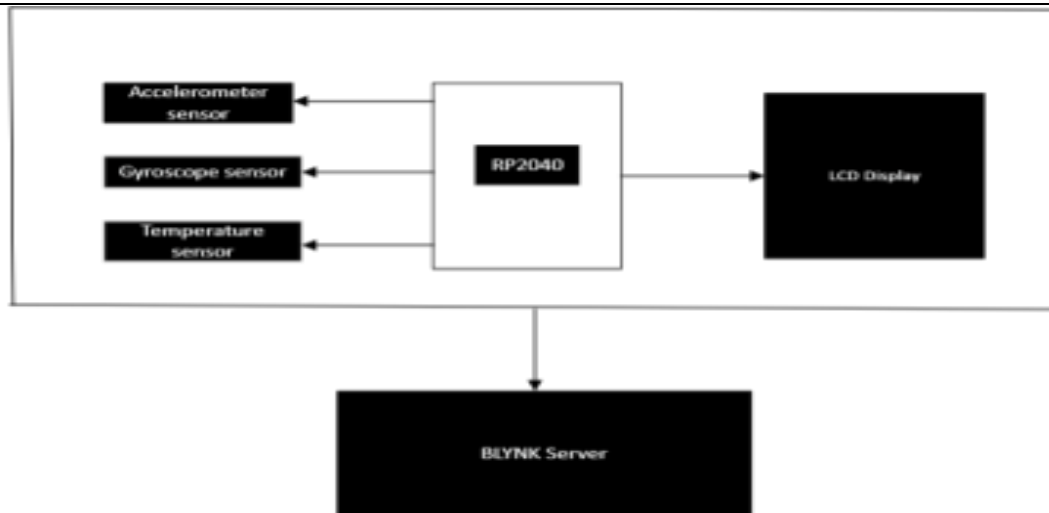 Accelerometer
sensor
Gyroscope sensor
Temperature
sensor
RP2040
LCD Display
BLYNK Server